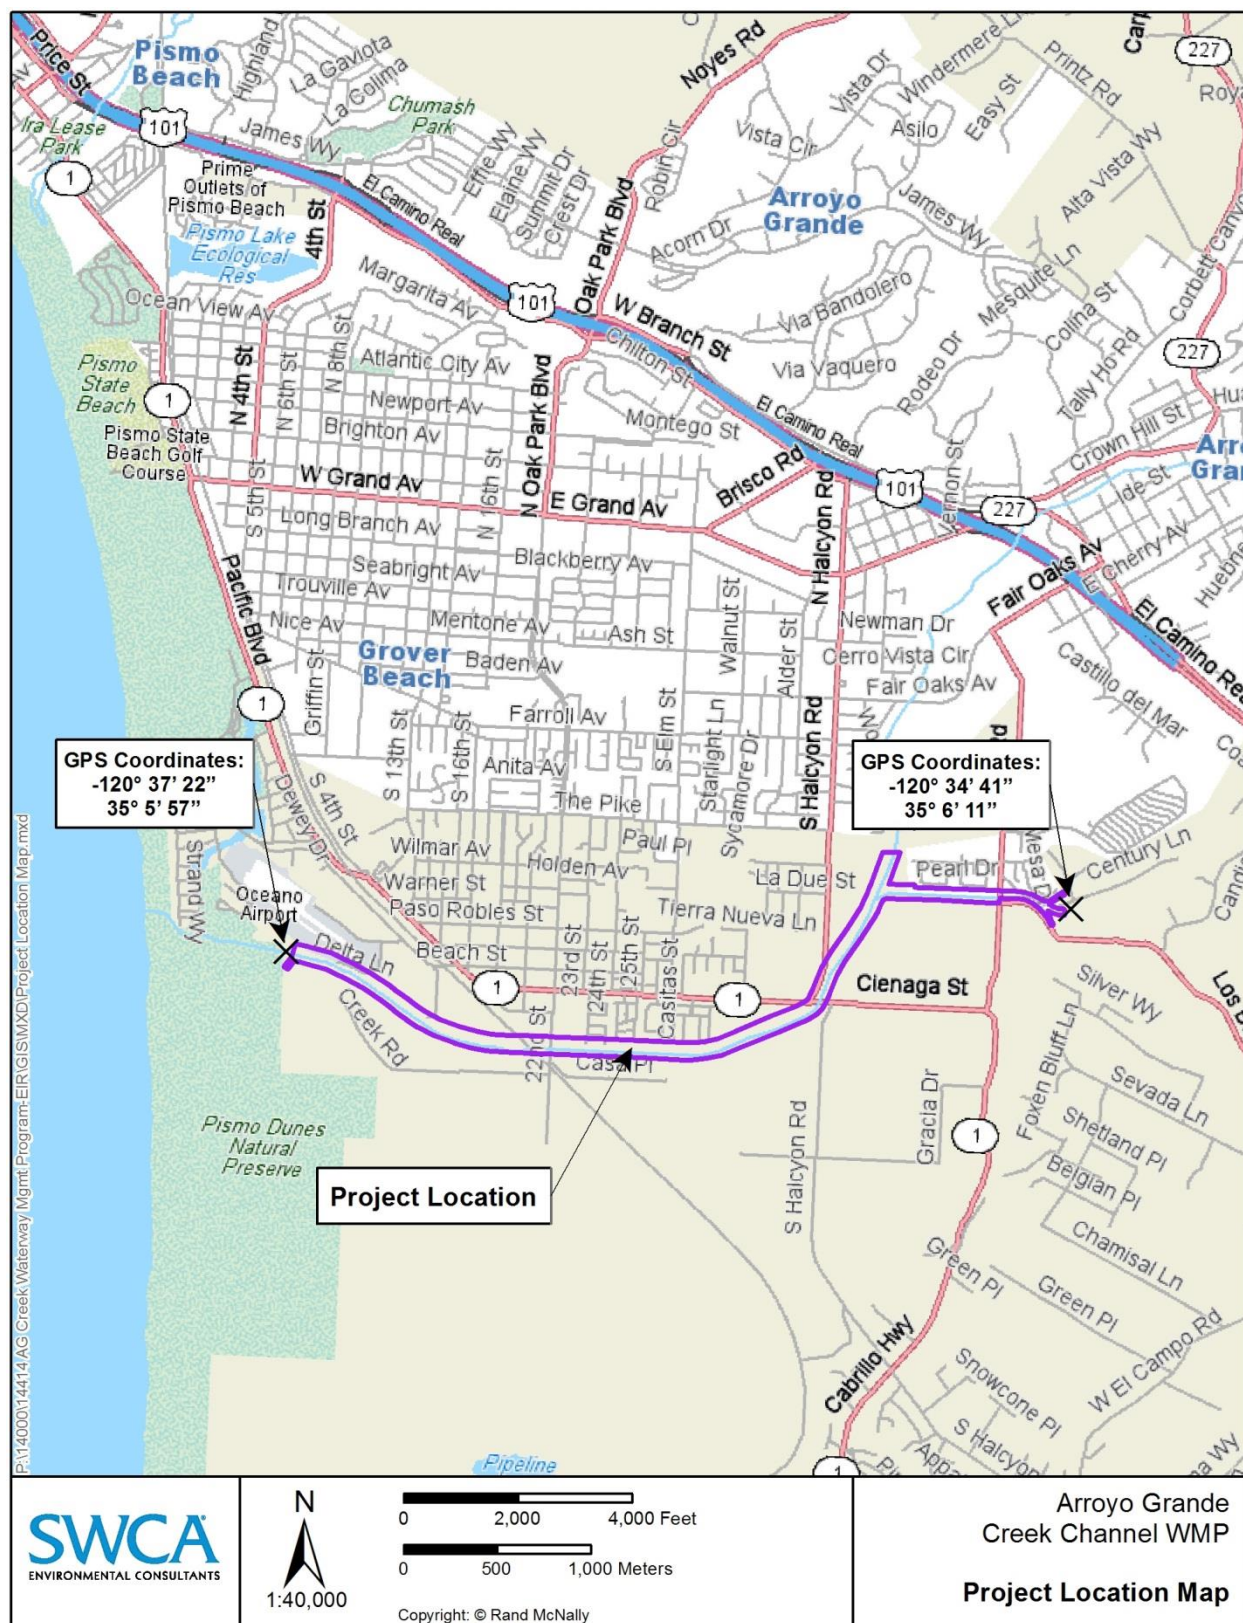 Price St
Pismo
Beach
Highland
La Gaviota
La Colima
Chumash
Park
Noyes Rd
Vista Dr
Windermere Ln
Printz Rd
227
Easy St
Asilo
Vista Cir
Robin Cir
Alta Vista Wy
101
James Wy
Ira Lease
Park
1
Prime
Outlets of
Pismo Beach
El Camino Real
Effie Wy
Elaine Wy
Summit Dr
Crest Dr
Oak Park Blvd
Acorn Dr
Arroyo
Grande
James Wy
Mesquite Ln
Colina St
Pismo Lake
Ecological
Res
4th St
Margarita Av
101
W Branch St
Via Bandolero
Ocean View Av
N 4th St
N 6th St
N 8th St
Atlantic City Av
Chilton St
Via Vaquero
Rodeo Dr
Tally Ho Rd
227
Pismo
State
Beach
1
Newport Av
N Oak Park Blvd
Montego St
El Camino Real
Crown Hill St
Pismo State
Beach Golf
Course
Brighton Av
W Grand Av
N 16th St
E Grand Av
Brisco Rd
101
Vernon St
227
Ide St
S 5th St
Long Branch Av
Blackberry Av
N Halcyon Rd
Fair Oaks Av
Cherry Av
Seabright Av
Trouville Av
Pacific Blvd
Nice Av
Mentone Av
Ash St
Walnut St
Alder St
Newman Dr
Grover
Beach
Baden Av
Cerro Vista Cir
Castillo del Mar
Griffin St
Fair Oaks Av
1
Farroll Av
S 13th St
S 16th St
S Elm St
Starlight Ln
Sycamore Dr
S Halcyon Rd
GPS Coordinates:
-120° 37’ 22”
35° 5’ 57”
GPS Coordinates:
-120° 34’ 41”
35° 6’ 11”
Anita Av
The Pike
S 4th St
Dewey Dr
Wilmar Av
Paul Pl
Holden Av
Strand Wy
Warner St
La Due St
Pearl Dr
Century Ln
Oceano
Airport
Paso Robles St
Tierra Nueva Ln
Delta Ln
Beach St
23rd St
24th St
25th St
Casitas St
1
1
Cienaga St
Creek Rd
22nd St
Casa Pl
Silver Wy
Foxen Bluff Ln
Sevada Ln
Gracia Dr
Shetland Pl
Pismo Dunes
Natural
Preserve
1
Belgian Pl
Project Location
S Halcyon Rd
Chamisal Ln
Green Pl
Green Pl
W El Campo Rd
Cabrillo Hwy
Snowcone Pl
S Halcyon
Pipeline
1
P:\14000\14414 AG Creek Waterway Mgmt Program-EIR\GIS\MXD\Project Location Map.mxd
SWCA
ENVIRONMENTAL CONSULTANTS
N
1:40,000
0 2,000 4,000 Feet
0 500 1,000 Meters
Copyright: © Rand McNally
Arroyo Grande
Creek Channel WMP
Project Location Map